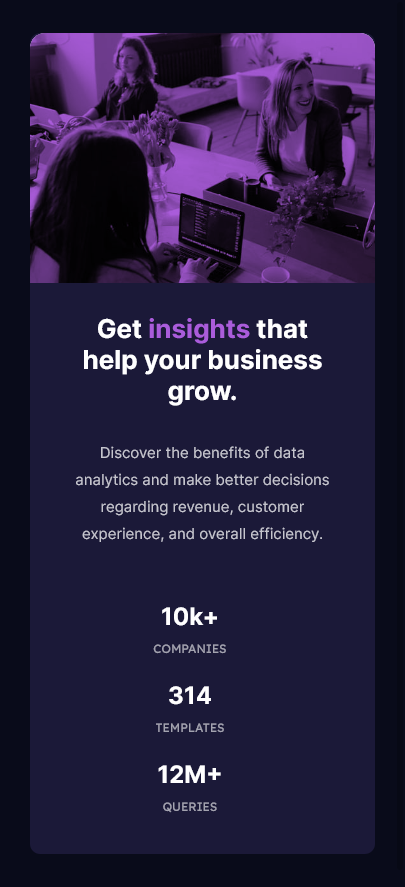 Get insights that
help your business
grow.
Discover the benefits of data
analytics and make better decisions
regarding revenue, customer
experience, and overall efficiency.
10k+
COMPANIES
314
TEMPLATES
12M+
QUERIES